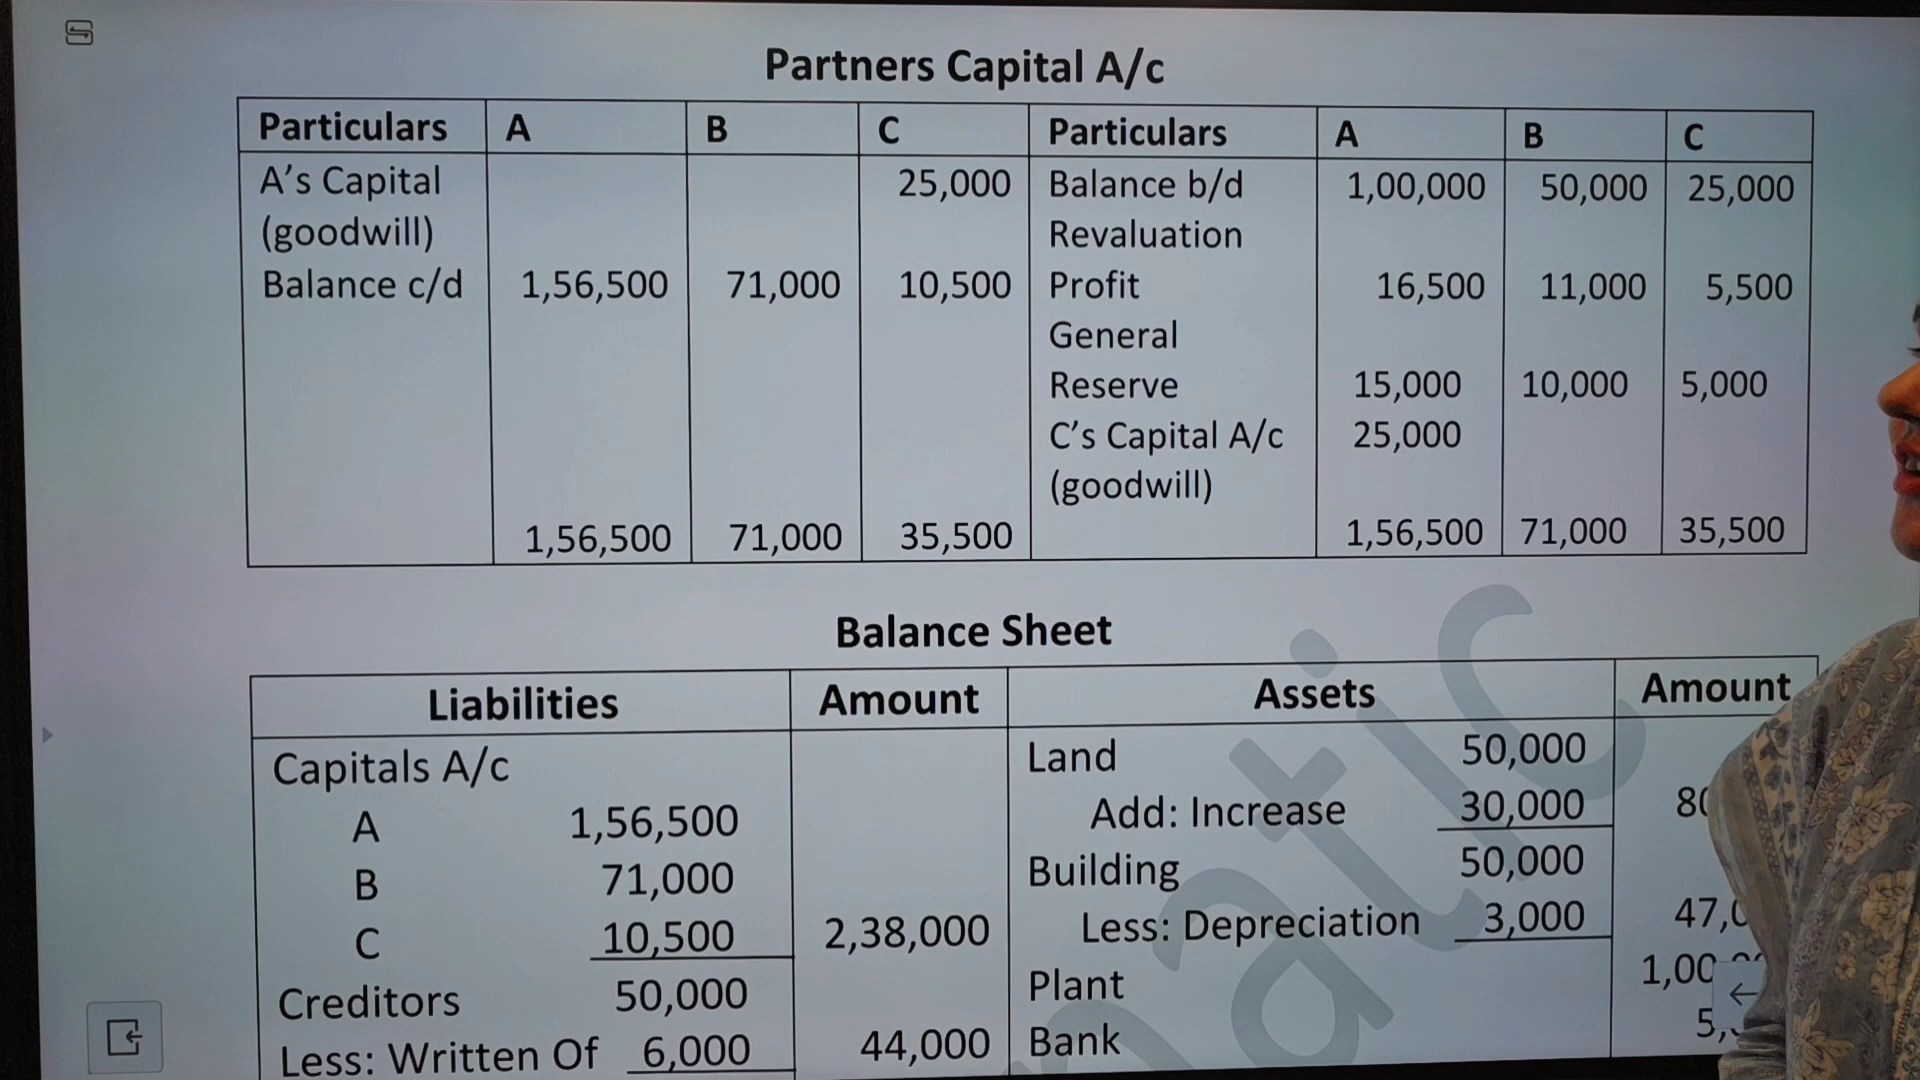 Partners Capital A/c
Particulars A B C Particulars A B C
A's Capital 25,000 Balance b/d 1,00,000 50,000 25,000
(goodwill) Revaluation
Balance c/d 1,56,500 71,000 10,500 Profit 16,500 11,000 5,500
General
Reserve 15,000 10,000 5,000
C's Capital A/c 25,000
(goodwill)
1,56,500 71,000 35,500 1,56,500 71,000 35,500
Balance Sheet
Liabilities Amount Assets Amount
Capitals A/c Land 50,000
A 1,56,500 Add: Increase 30,000
B 71,000 Building 50,000
C 10,500 2,38,000 Less: Depreciation 3,000
Creditors 50,000 Plant
Less: Written Of 6,000 44,000 Bank